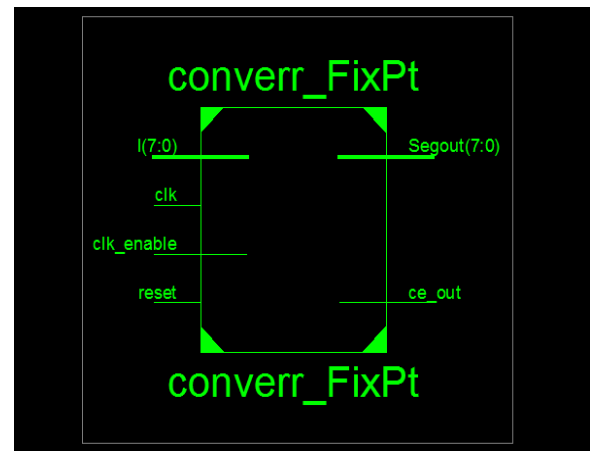 converr_FixPt
I(7:0)
Segout(7:0)
clk
clk_enable
reset
ce_out
converr_FixPt